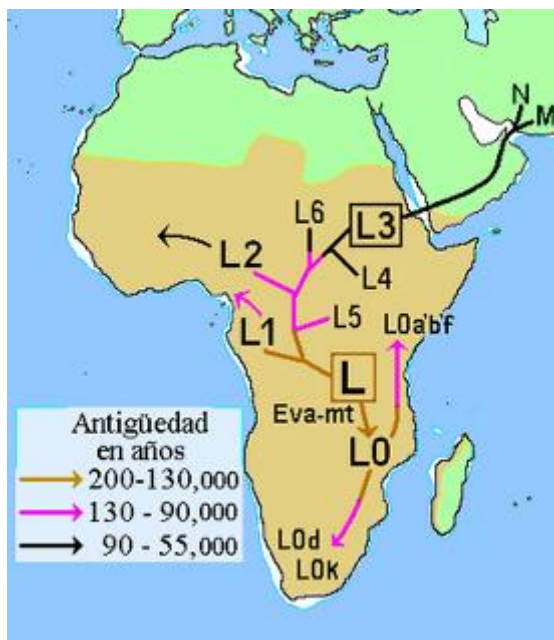 N
M
L6
L3
L2
L4
L5
L0a'b'f
L1
L
Eva-mt
L0
Antigüedad
en años
200-130,000
130 - 90,000
90 - 55,000
L0d
L0k